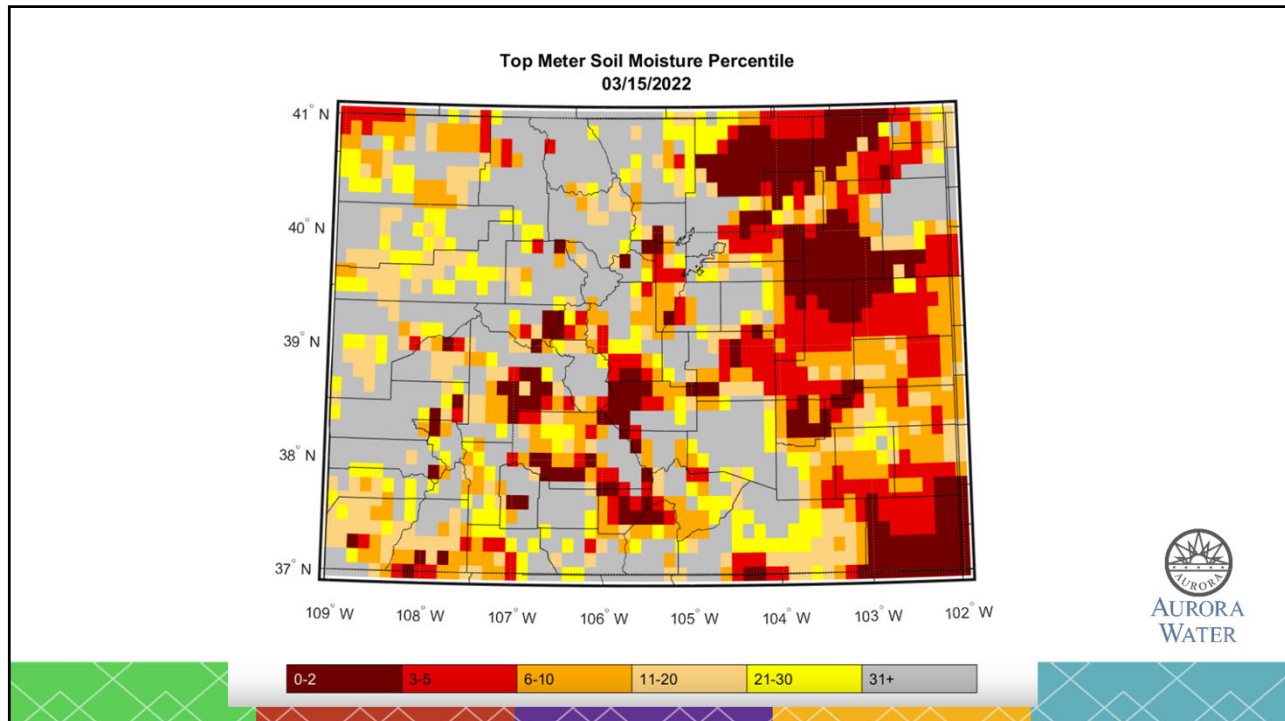 Top Meter Soil Moisture Percentile
03/15/2022
41° N
40° N
39° N
38° N
37° N
109° W 108° W 107° W 106° W 105° W 104° W 103° W 102° W
AURORA
AURORA
WATER
0-2 3-5 6-10 11-20 21-30 31+